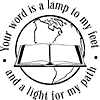 Your word is a lamp to my feet
and a light for my path